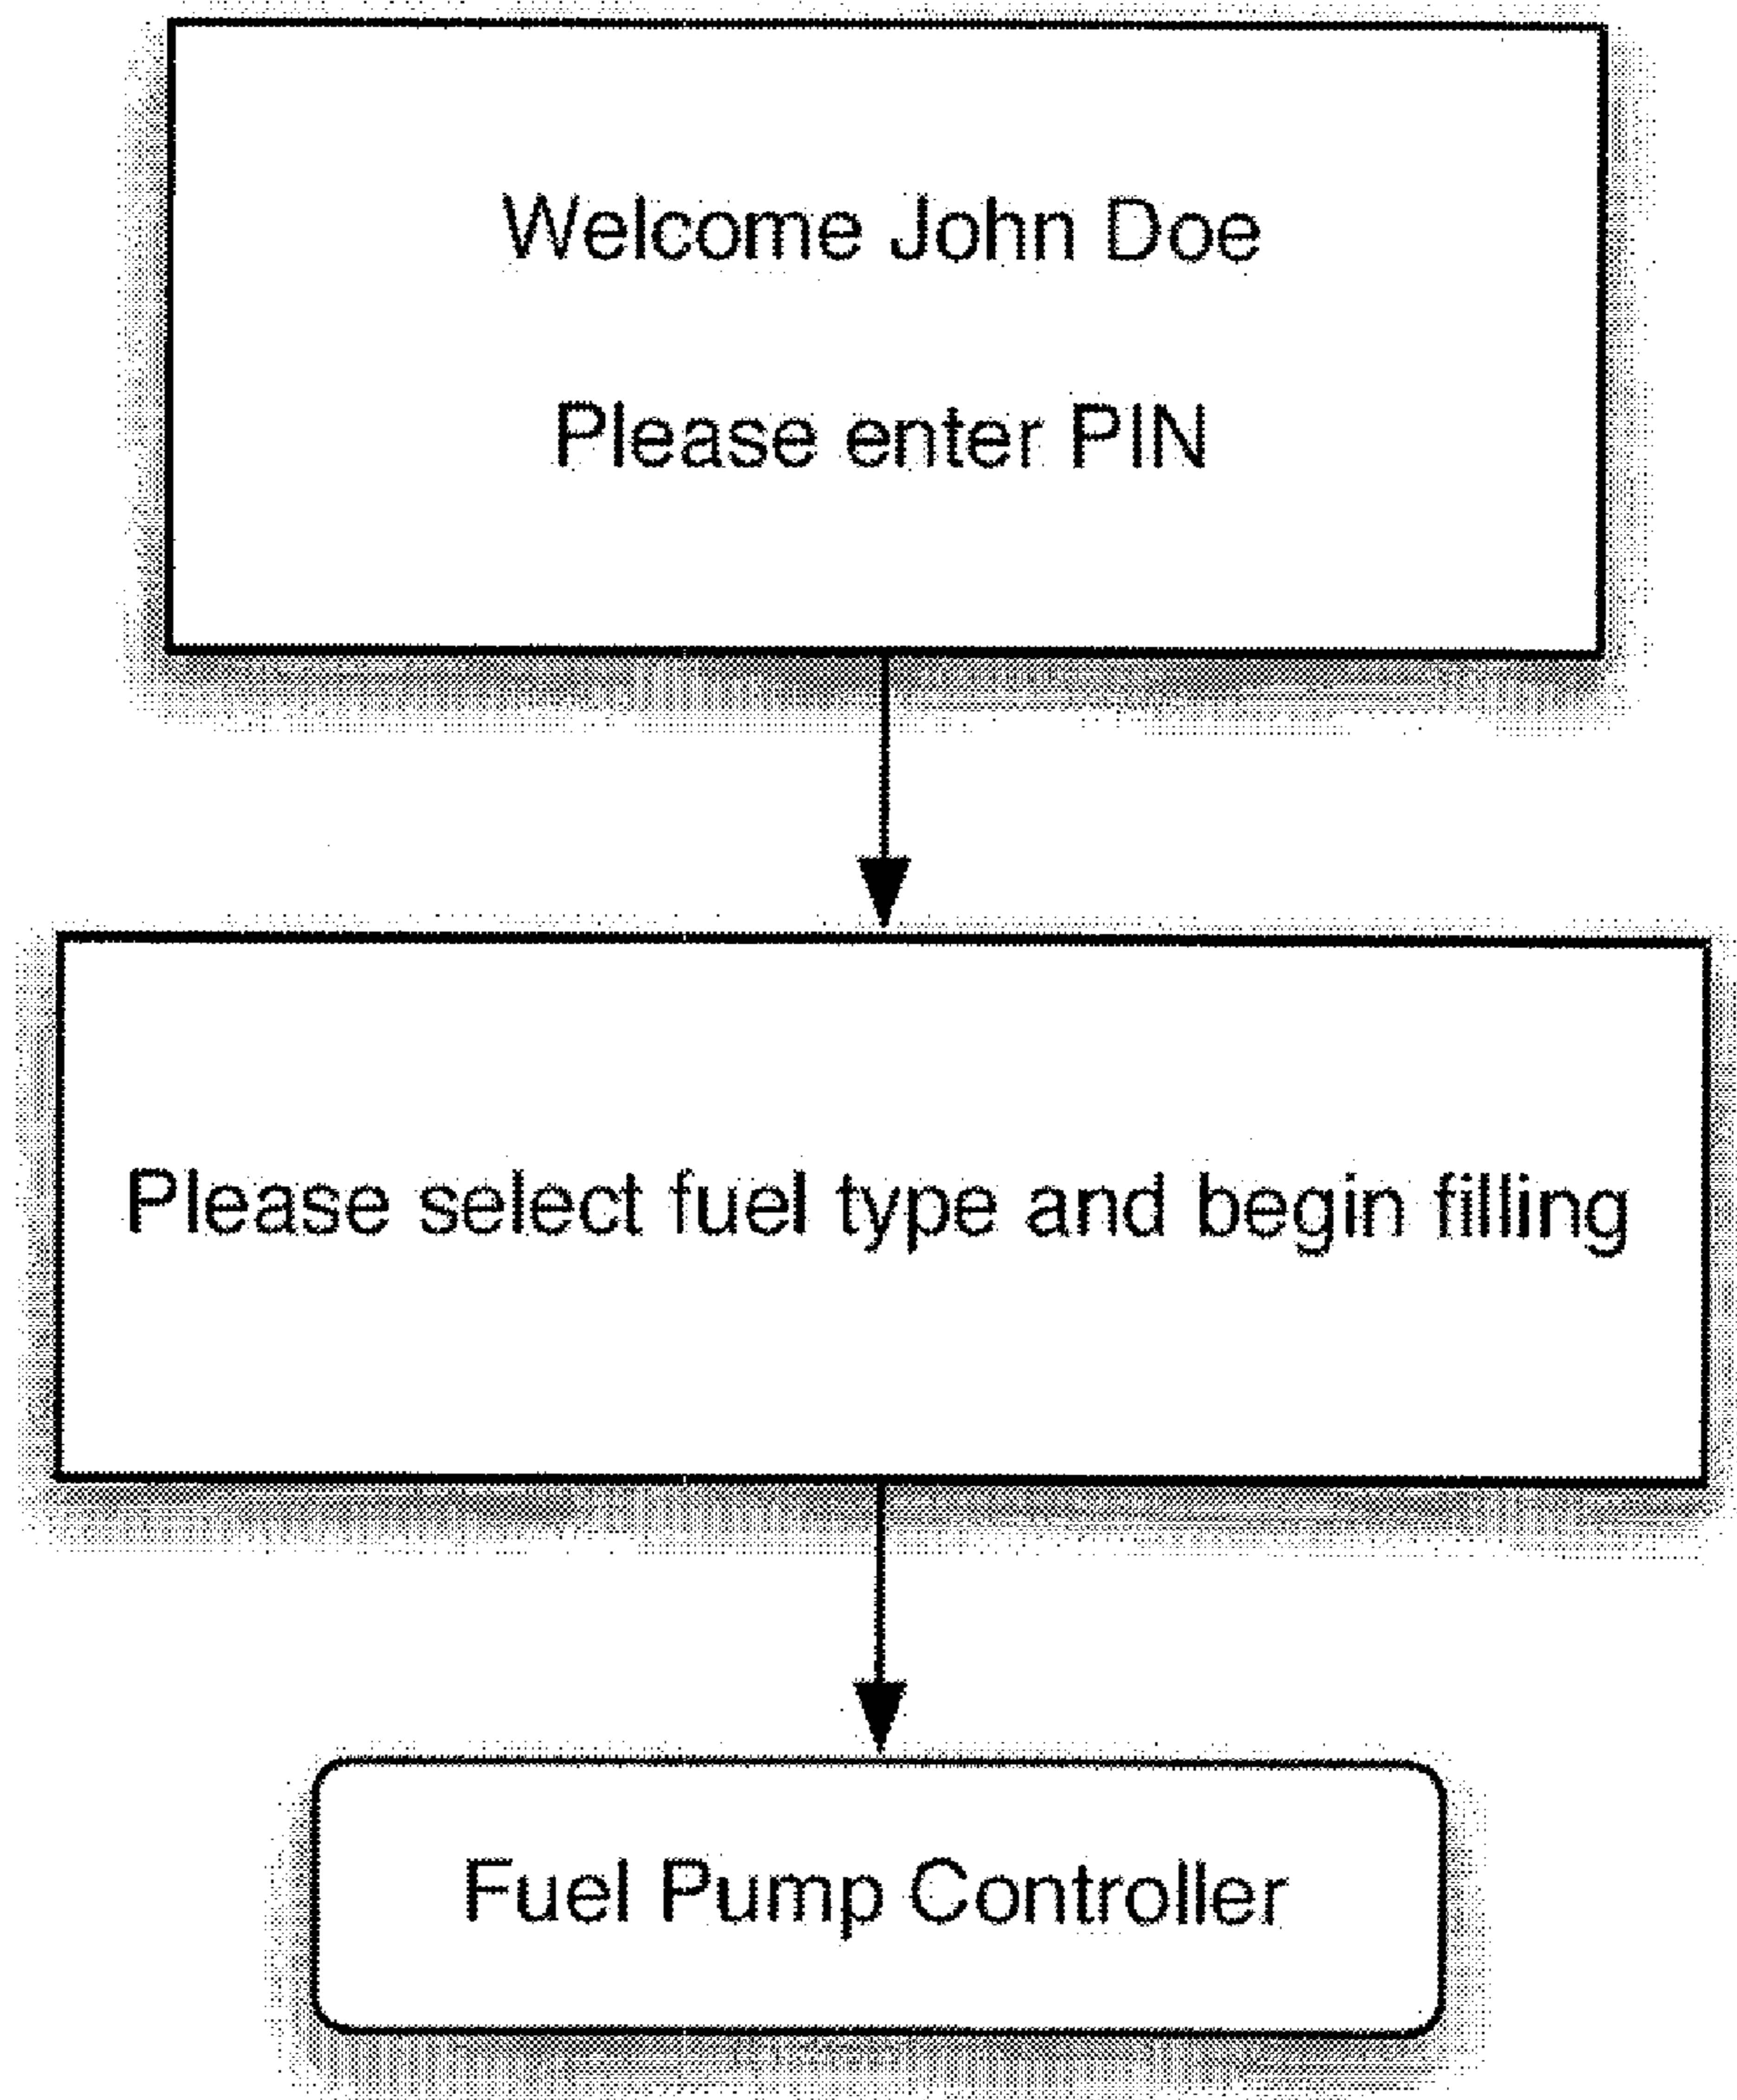 Welcome John Doe
Please enter PIN
Please select fuel type and begin filling
Fuel Pump Controller